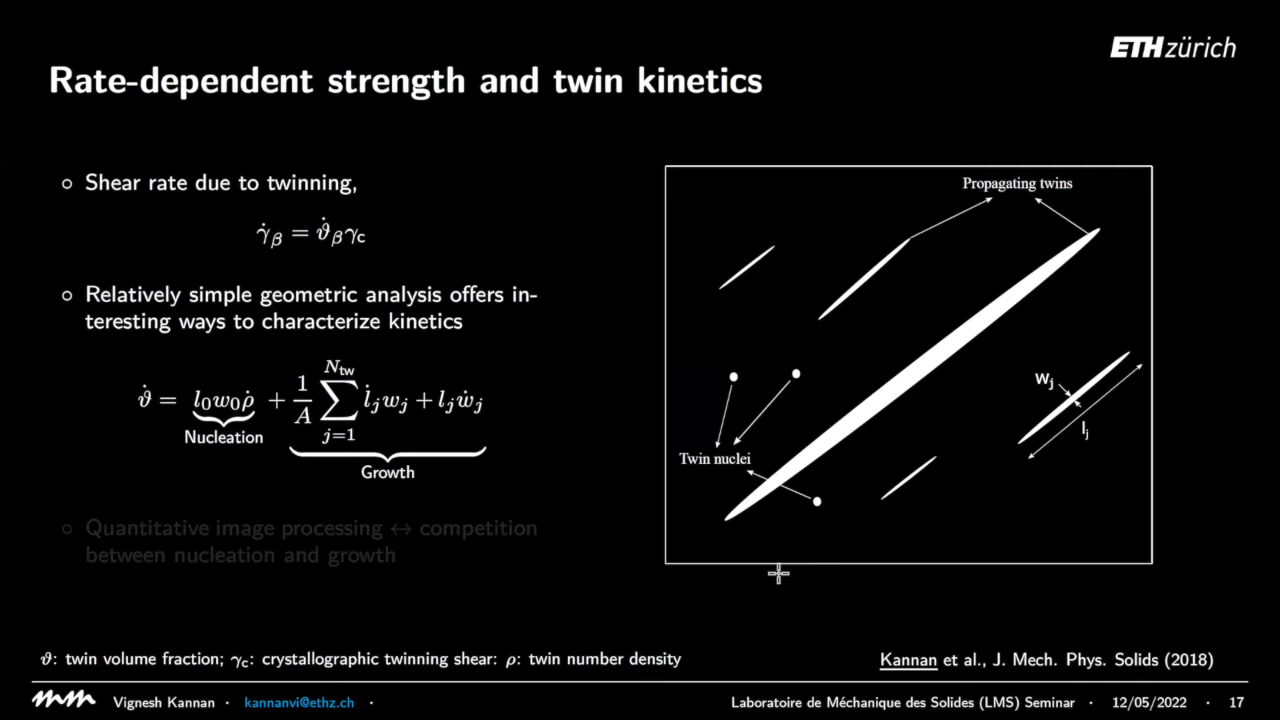 ETH zürich
Rate-dependent strength and twin kinetics
○ Shear rate due to twinning,
γ̇_β = ϑ̇_β γ_c
○ Relatively simple geometric analysis offers in-
teresting ways to characterize kinetics
ϑ̇ = l₀w₀ρ̇ + 1/A ∑_{j=1}^{N_tw} l̇_j w_j + l_j ẇ_j
Nucleation
Growth
○ Quantitative image processing ↔ competition
between nucleation and growth
Propagating twins
w_j
l_j
Twin nuclei
ϑ: twin volume fraction; γ_c: crystallographic twinning shear: ρ: twin number density
Kannan et al., J. Mech. Phys. Solids (2018)
mm Vignesh Kannan · kannanvi@ethz.ch ·
Laboratoire de Méchanique des Solides (LMS) Seminar · 12/05/2022 · 17